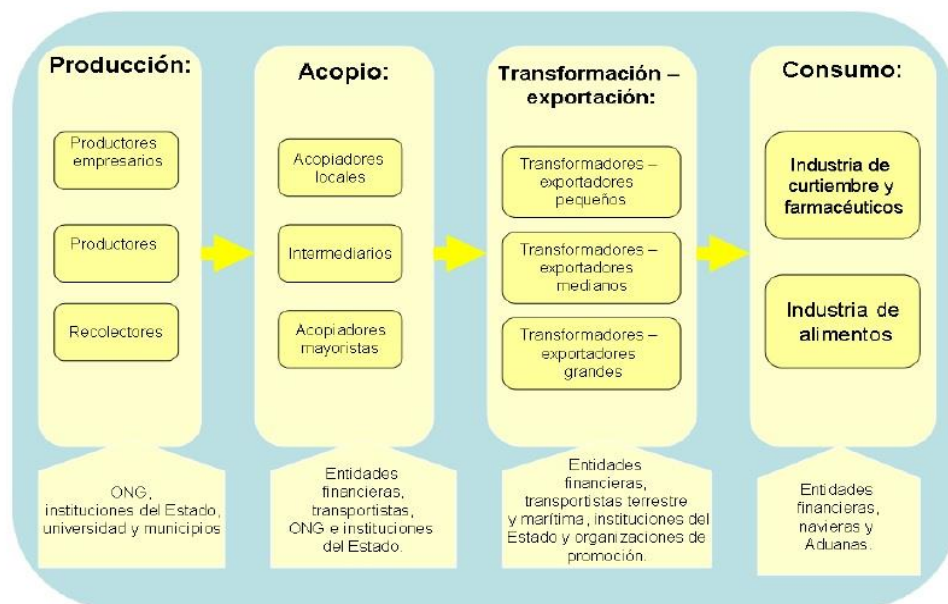 Producción:
Productores
empresarios
Productores
Recolectores
ONG,
instituciones del Estado,
universidad y municipios
Acopio:
Acopiadores
locales
Intermediarios
Acopiadores
mayoristas
Entidades
financieras,
transportistas,
ONG e instituciones
del Estado.
Transformación –
exportación:
Transformadores –
exportadores
pequeños
Transformadores –
exportadores
medianos
Transformadores –
exportadores
grandes
Entidades
financieras,
transportistas terrestre
y marítima, instituciones del
Estado y organizaciones de
promoción.
Consumo:
Industria de
curtiembre y
farmacéuticos
Industria de
alimentos
Entidades
financieras,
navieras y
Aduanas.